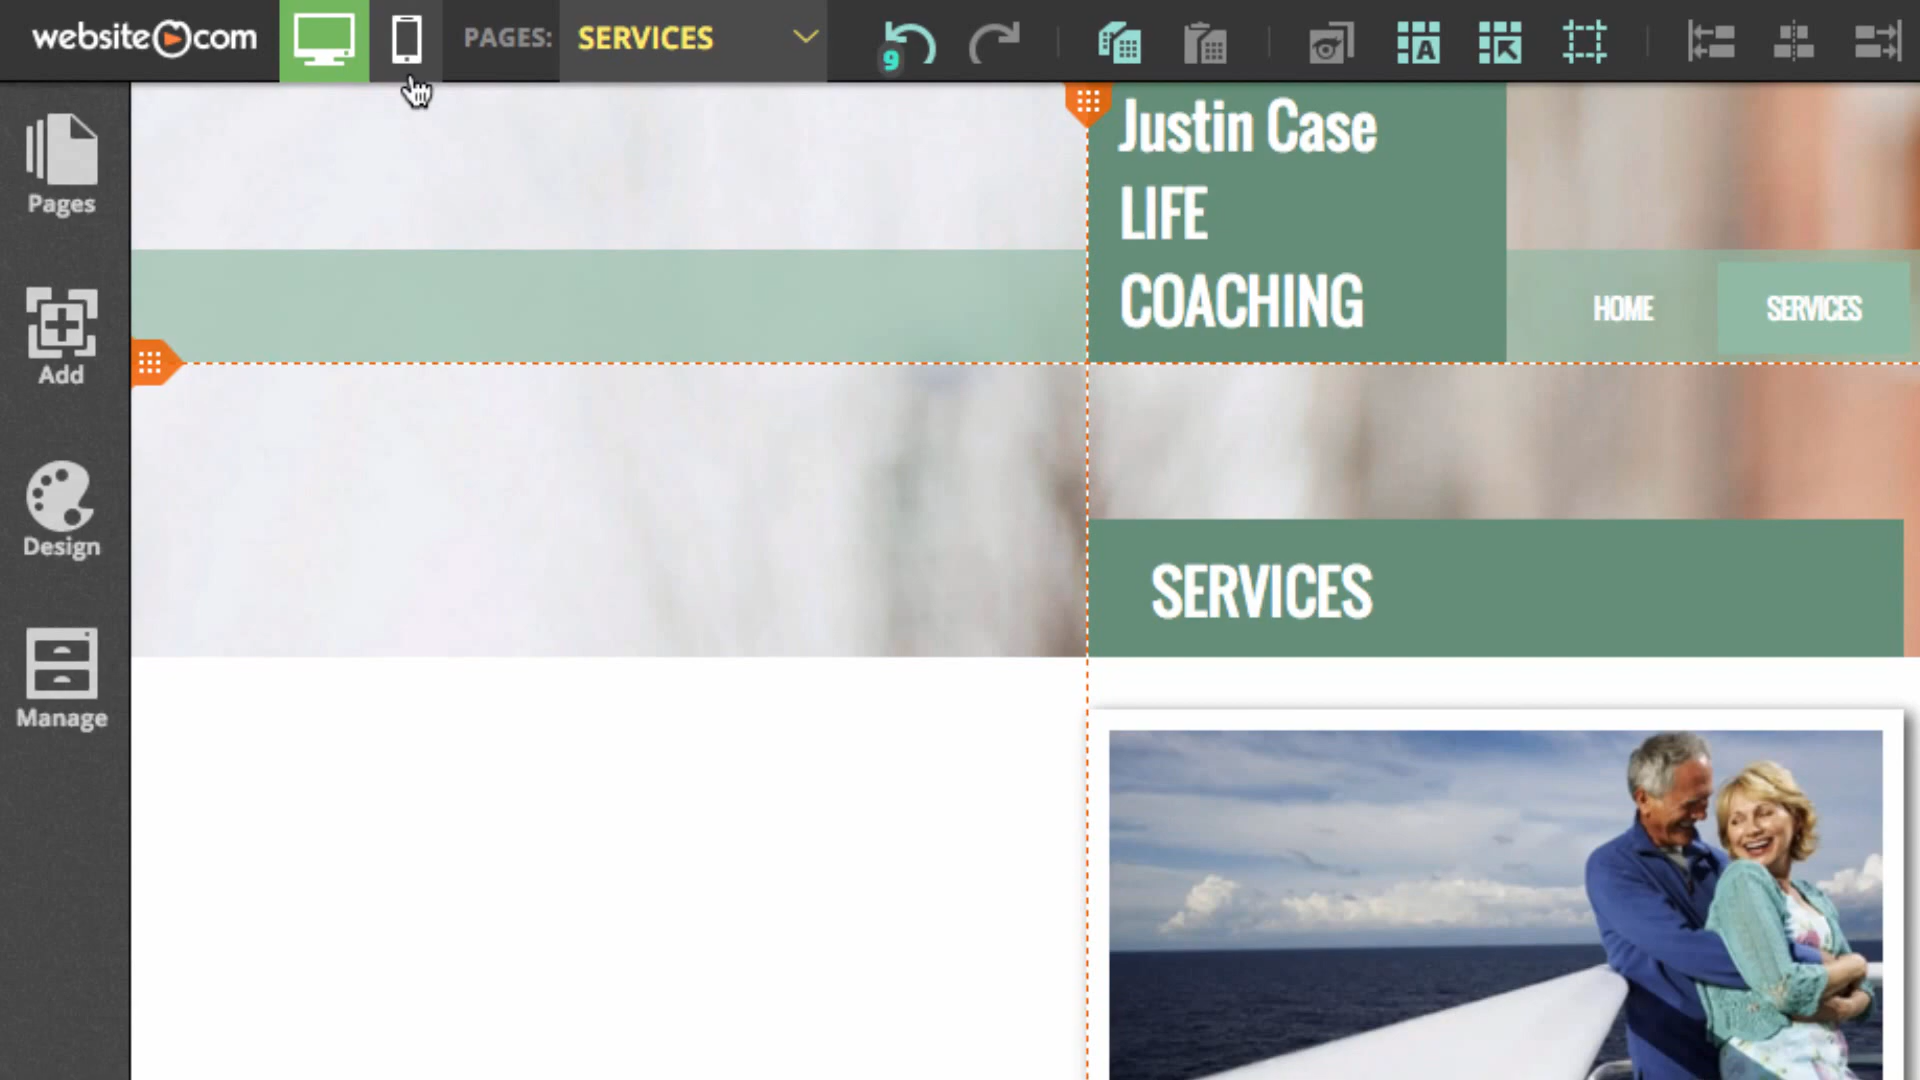 website.com
PAGES: SERVICES
9
A
Pages
Add
Design
Manage
Justin Case
LIFE
COACHING
HOME SERVICES
SERVICES